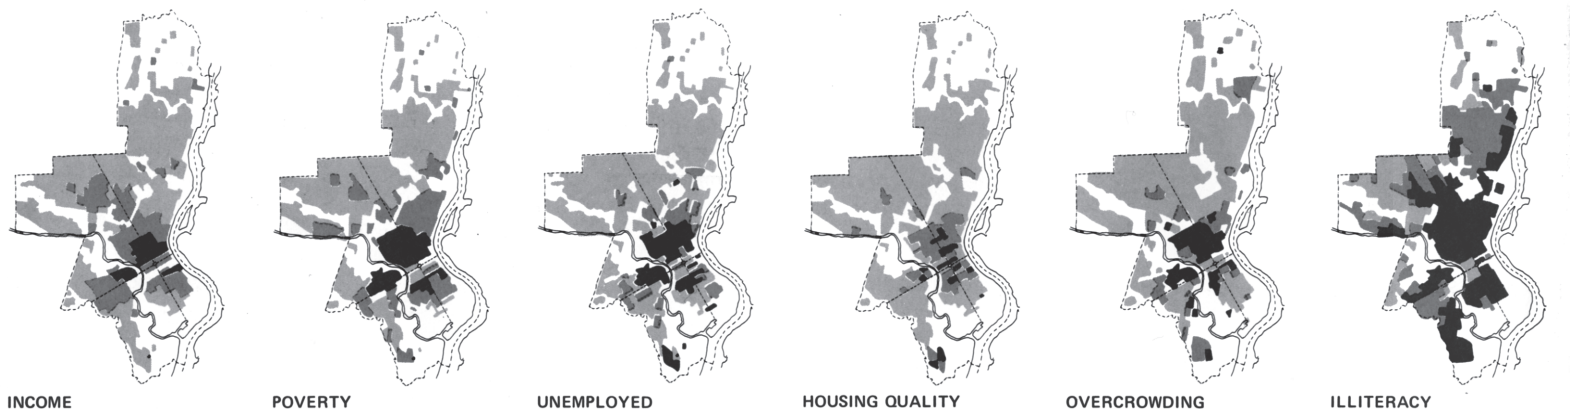 INCOME
POVERTY
UNEMPLOYED
HOUSING QUALITY
OVERCROWDING
ILLITERACY